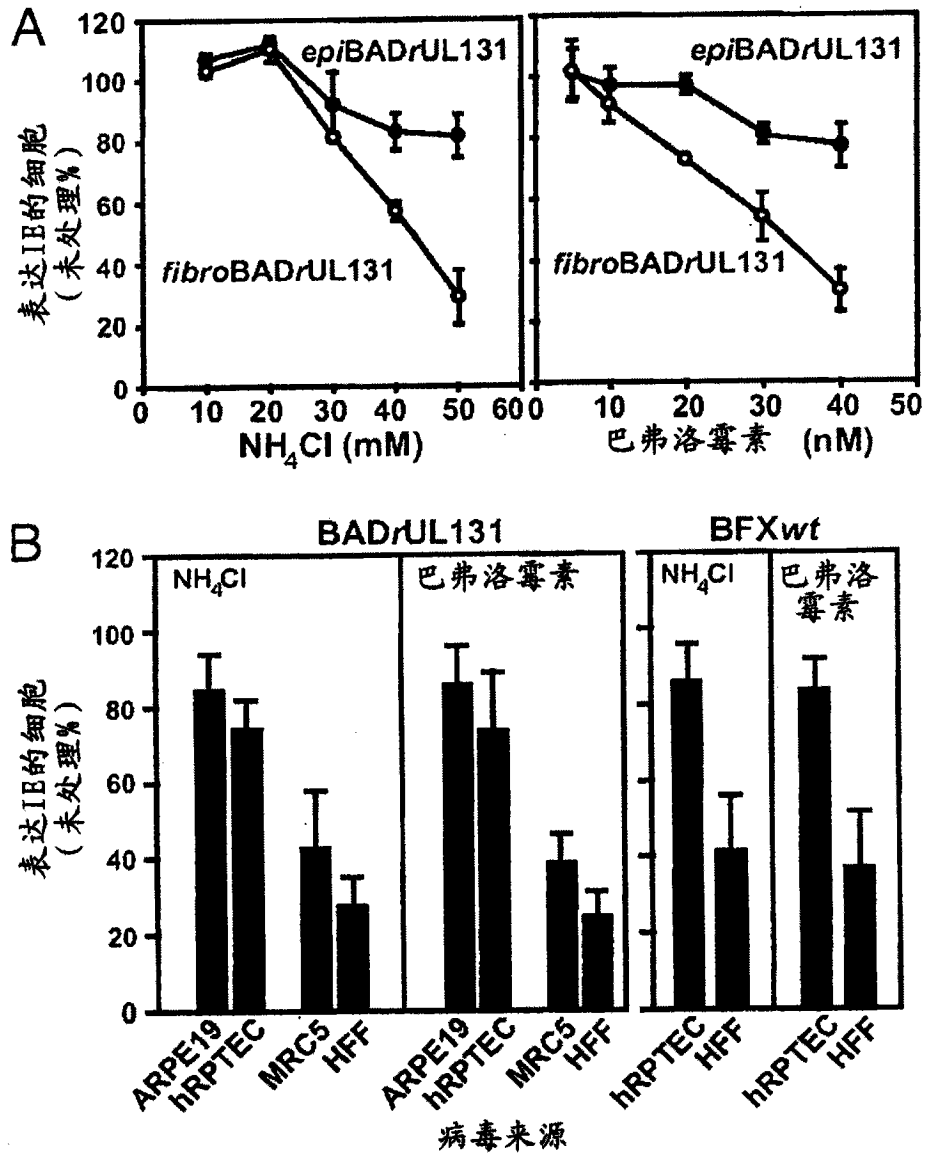 A
120
100
80
60
40
20
0
表达IE的细胞
(未处理%)
epiBADrUL131
fibroBADrUL131
0 10 20 30 40 50 60
NH4Cl (mM)
epiBADrUL131
fibroBADrUL131
0 10 20 30 40 50
巴弗洛霉素 (nM)
B
BADrUL131
BFXwt
120
100
80
60
40
20
0
表达IE的细胞
(未处理%)
NH4Cl
巴弗洛霉素
NH4Cl
巴弗洛
霉素
ARPE19
hRPTEC
MRC5
HFF
ARPE19
hRPTEC
MRC5
HFF
hRPTEC
HFF
hRPTEC
HFF
病毒来源